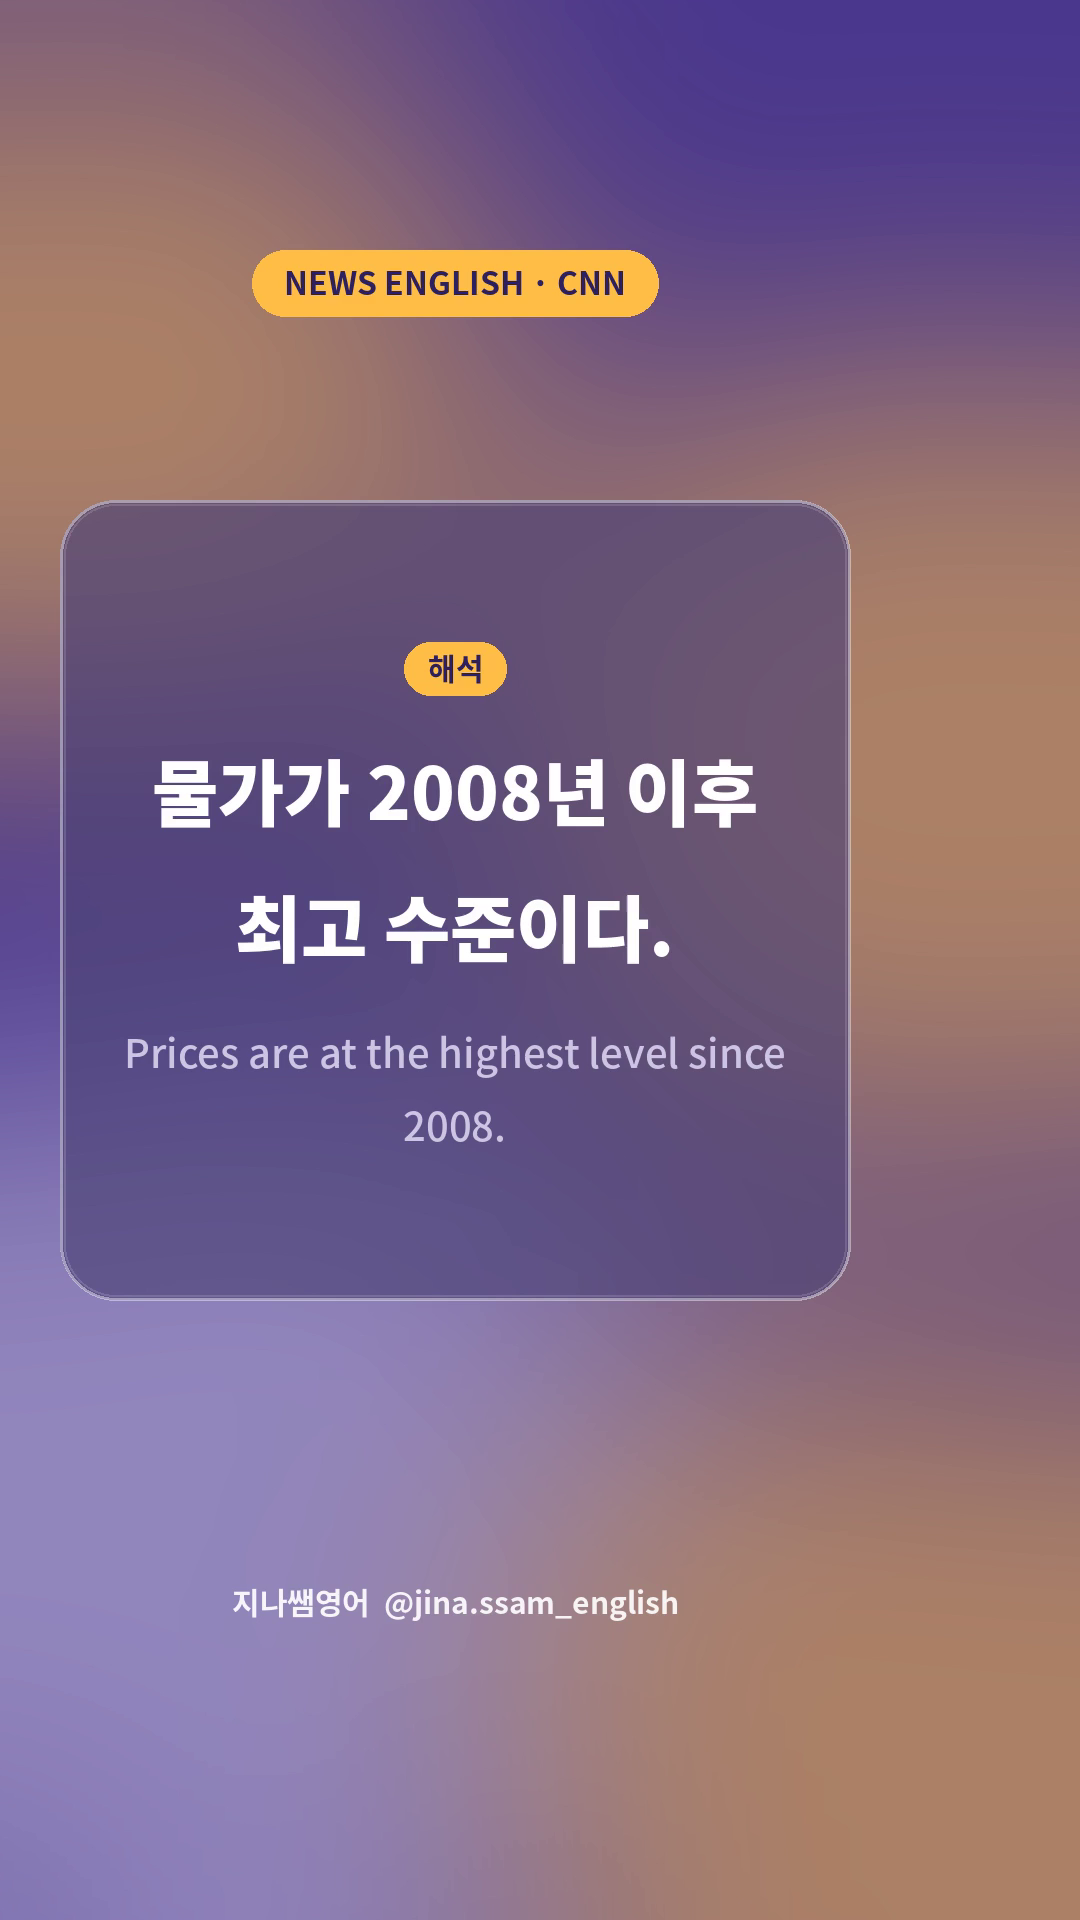 NEWS ENGLISH · CNN
해석
물가가 2008년 이후
최고 수준이다.
Prices are at the highest level since
2008.
지나쌤영어 @jina.ssam_english